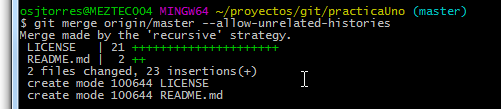 osjtorres@MEZTEC004 MINGW64 ~/proyectos/git/practicaUno (master)
$ git merge origin/master --allow-unrelated-histories
Merge made by the 'recursive' strategy.
 LICENSE   | 21 +++++++++++++++++++++
 README.md |  2 ++
 2 files changed, 23 insertions(+)
 create mode 100644 LICENSE
 create mode 100644 README.md